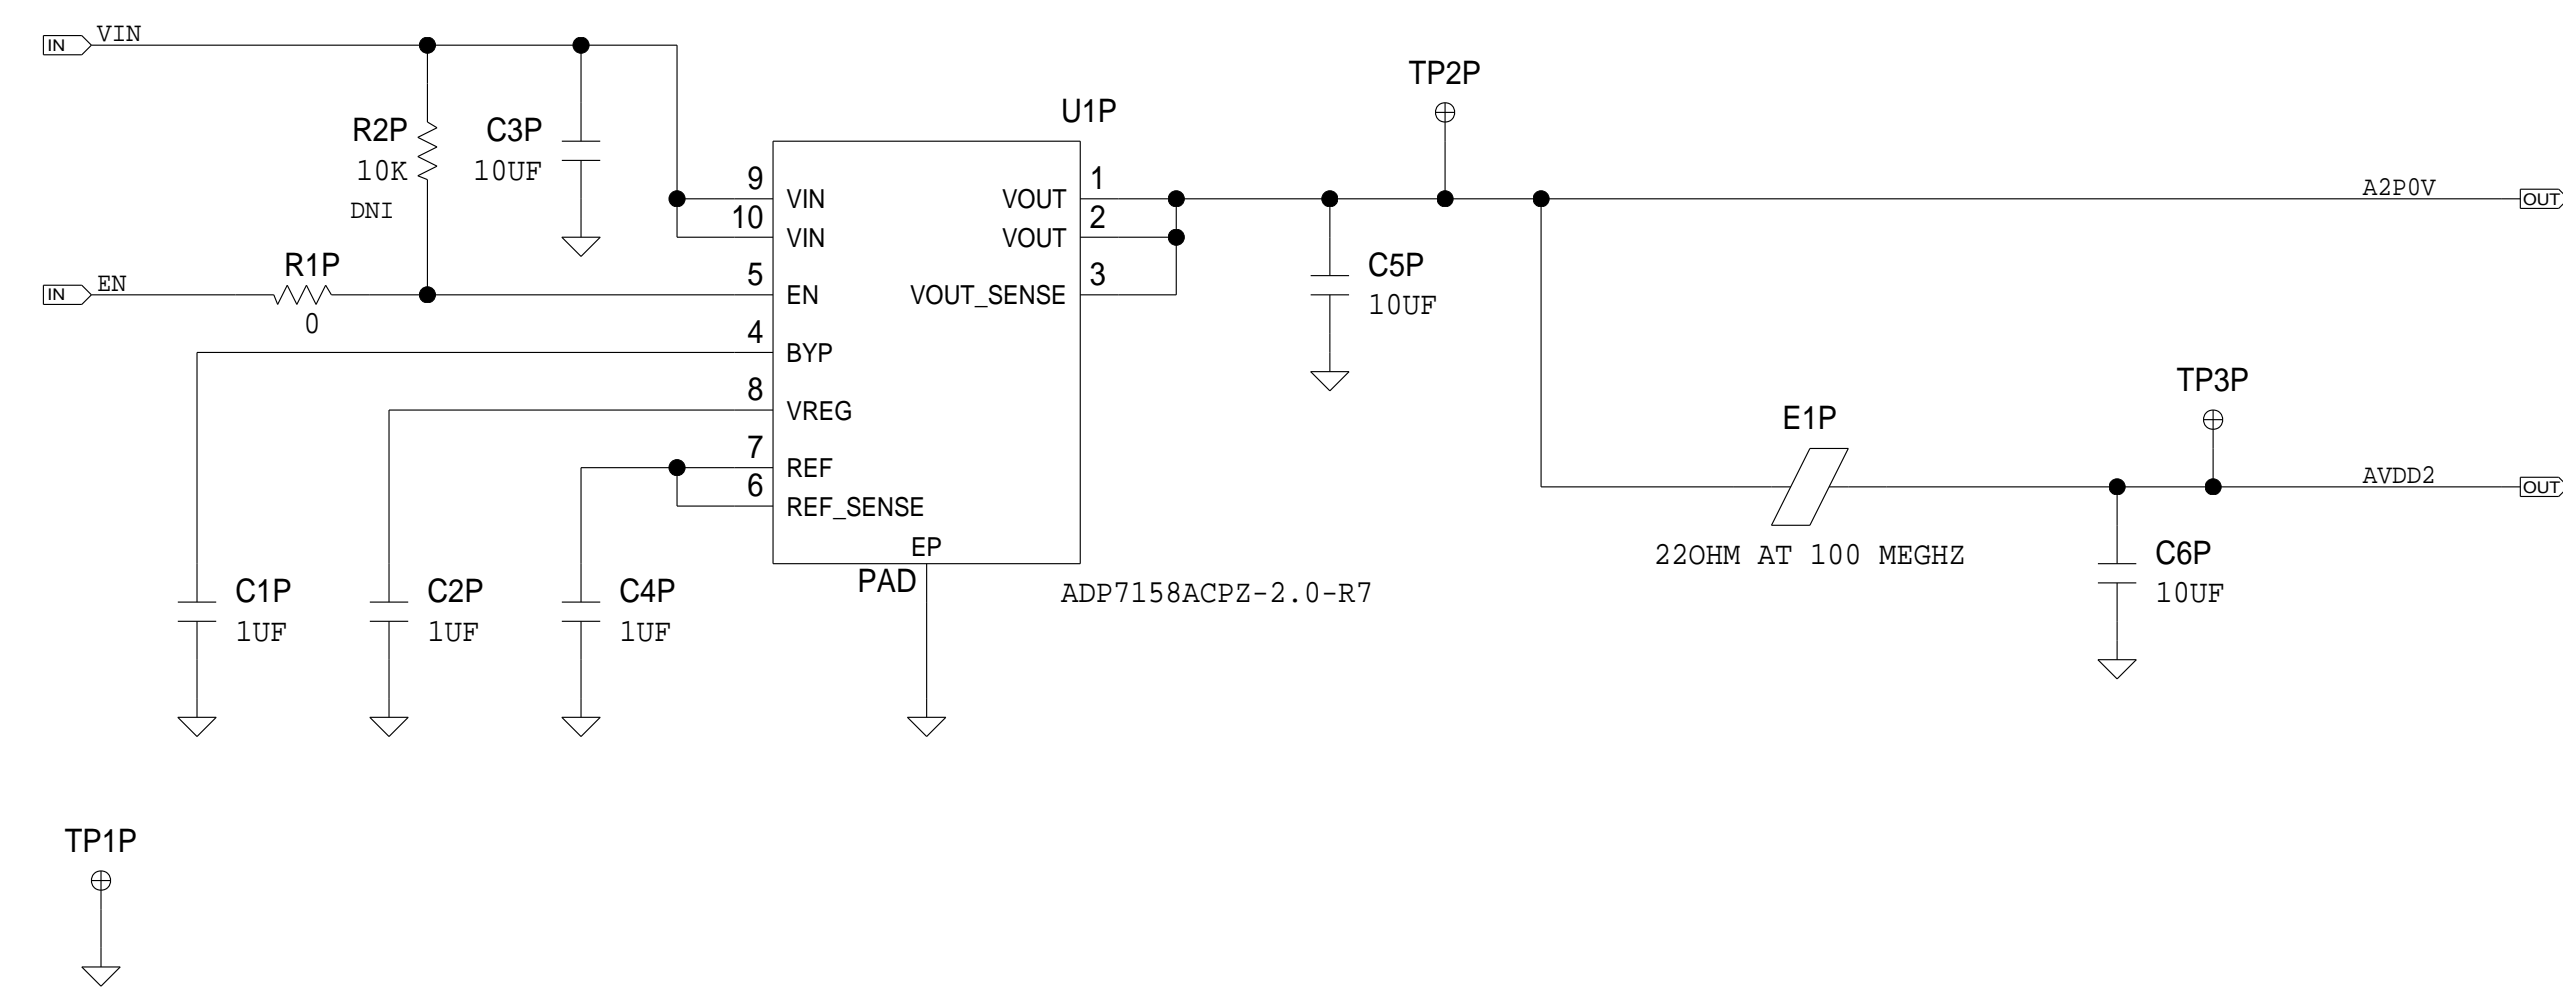 IN VIN
TP2P
U1P
R2P
10K
DNI
C3P
10UF
9 VIN
10 VIN
5 EN
4 BYP
8 VREG
7 REF
6 REF_SENSE
EP
PAD
VOUT 1
VOUT 2
VOUT_SENSE 3
ADP7158ACPZ-2.0-R7
A2P0V OUT
IN EN
R1P
0
C5P
10UF
TP3P
E1P
22OHM AT 100 MEGHZ
AVDD2 OUT
C6P
10UF
C1P
1UF
C2P
1UF
C4P
1UF
TP1P